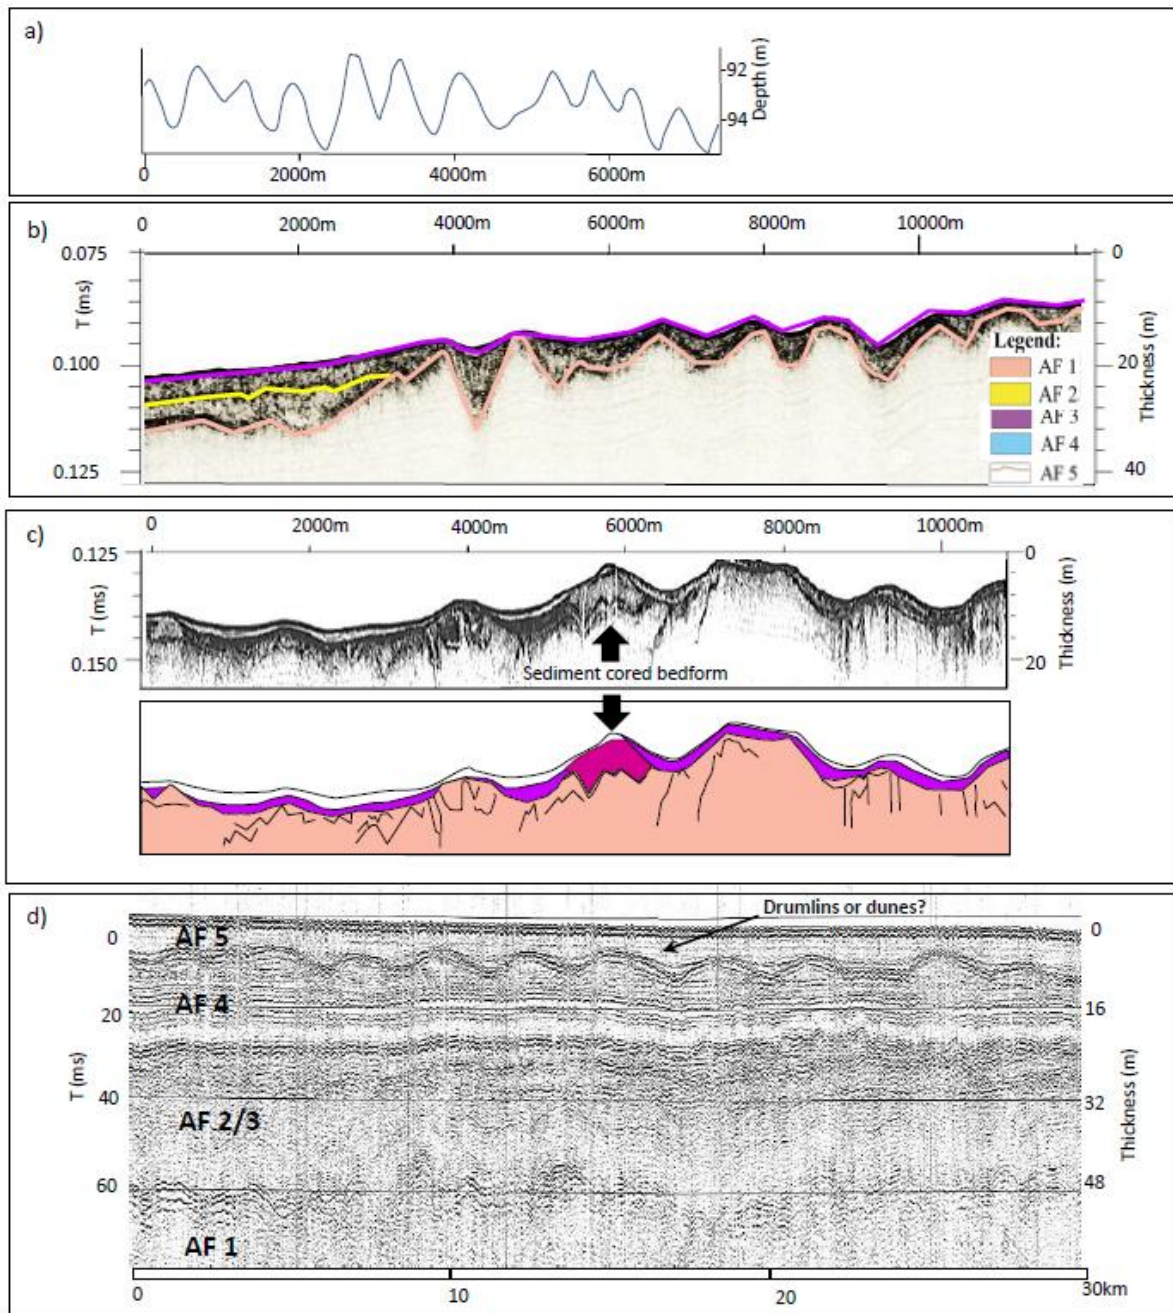 a)
92
94
Depth (m)
0 2000m 4000m 6000m
b)
0 2000m 4000m 6000m 8000m 10000m
0.075
0.100
0.125
T (ms)
0
20
40
Thickness (m)
Legend:
AF 1
AF 2
AF 3
AF 4
AF 5
c)
0 2000m 4000m 6000m 8000m 10000m
0.125
0.150
T (ms)
0
20
Thickness (m)
Sediment cored bedform
d)
Drumlins or dunes?
AF 5
AF 4
AF 2/3
AF 1
0
20
40
60
T (ms)
0
16
32
48
Thickness (m)
0 10 20 30km